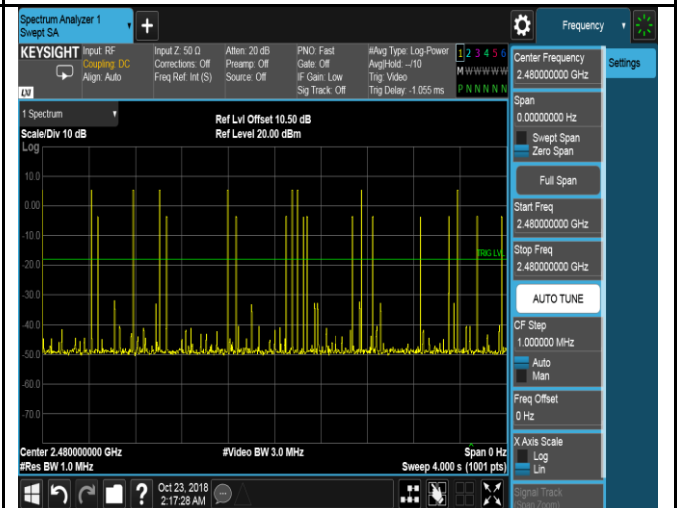 Spectrum Analyzer 1
Swept SA
Frequency
KEYSIGHT
Input: RF
Coupling: DC
Align: Auto
Input Z: 50 Ω
Corrections: Off
Freq Ref: Int (S)
Atten: 20 dB
Preamp: Off
Source: Off
PNO: Fast
Gate: Off
IF Gain: Low
Sig Track: Off
#Avg Type: Log-Power
Avg|Hold: --/10
Trig: Video
Trig Delay: -1.055 ms
1 2 3 4 5 6
M W W W W W
P N N N N N
LXI
1 Spectrum
Scale/Div 10 dB
Ref Lvl Offset 10.50 dB
Ref Level 20.00 dBm
Log
10.0
0.00
-10.0
-20.0
-30.0
-40.0
-50.0
-60.0
-70.0
TRIG LVL
Center 2.480000000 GHz
#Res BW 1.0 MHz
#Video BW 3.0 MHz
Span 0 Hz
Sweep 4.000 s (1001 pts)
Oct 23, 2018
2:17:28 AM
Center Frequency
2.480000000 GHz
Settings
Span
0.00000000 Hz
Swept Span
Zero Span
Full Span
Start Freq
2.480000000 GHz
Stop Freq
2.480000000 GHz
AUTO TUNE
CF Step
1.000000 MHz
Auto
Man
Freq Offset
0 Hz
X Axis Scale
Log
Lin
Signal Track
(Span Zoom)